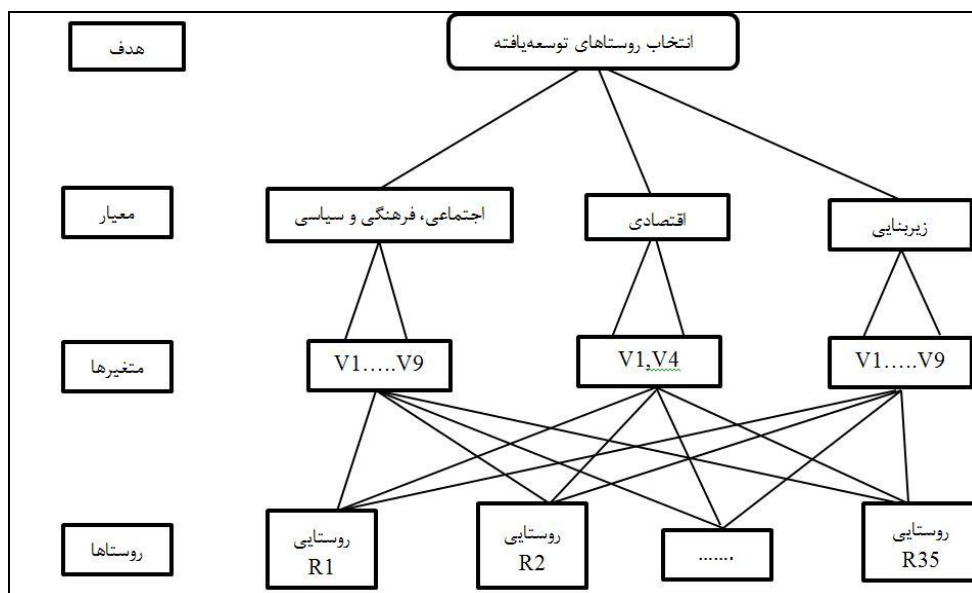 هدف
انتخاب روستاهای توسعه‌یافته
معیار
زیربنایی
اقتصادی
اجتماعی، فرهنگی و سیاسی
متغیرها
V1…..V9
V1,V4
V1…..V9
روستاها
روستایی
R1
روستایی
R2
.......
روستایی
R35